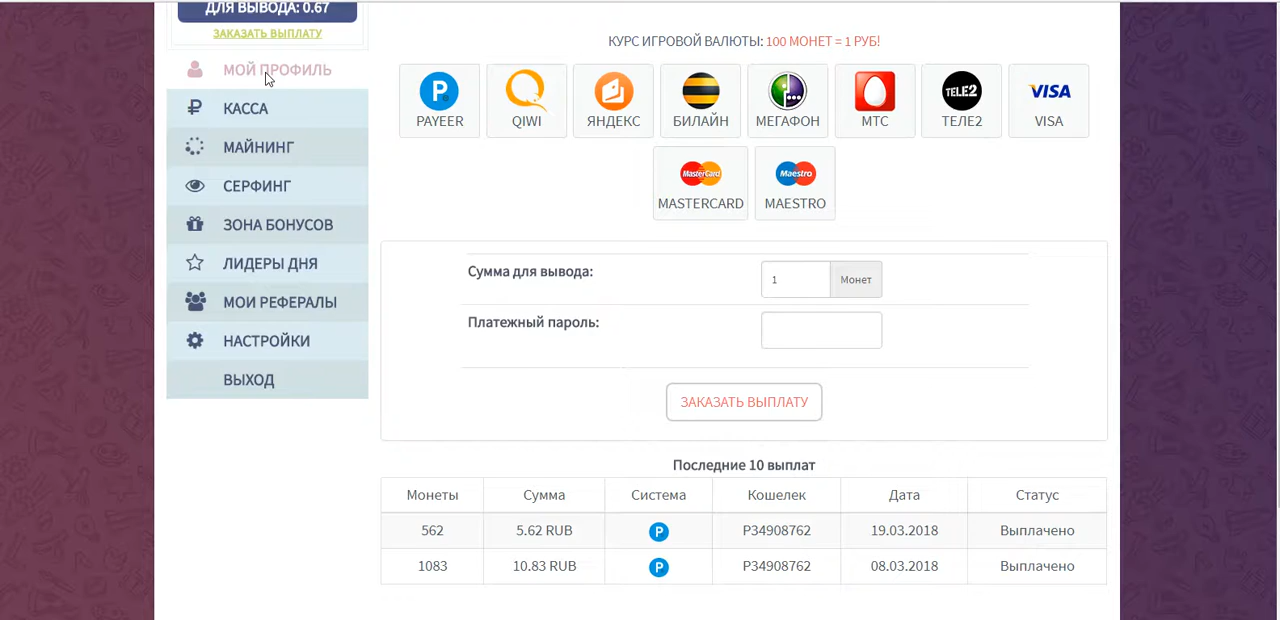 ДЛЯ ВЫВОДА: 0.67
ЗАКАЗАТЬ ВЫПЛАТУ
МОЙ ПРОФИЛЬ
КАССА
МАЙНИНГ
СЕРФИНГ
ЗОНА БОНУСОВ
ЛИДЕРЫ ДНЯ
МОИ РЕФЕРАЛЫ
НАСТРОЙКИ
ВЫХОД
КУРС ИГРОВОЙ ВАЛЮТЫ: 100 МОНЕТ = 1 РУБ!
PAYEER QIWI ЯНДЕКС БИЛАЙН МЕГАФОН МТС TELE2 ТЕЛЕ2 VISA VISA
MasterCard MASTERCARD Maestro MAESTRO
Сумма для вывода: 1 Монет
Платежный пароль:
ЗАКАЗАТЬ ВЫПЛАТУ
Последние 10 выплат
Монеты Сумма Система Кошелек Дата Статус
562 5.62 RUB P P34908762 19.03.2018 Выплачено
1083 10.83 RUB P P34908762 08.03.2018 Выплачено